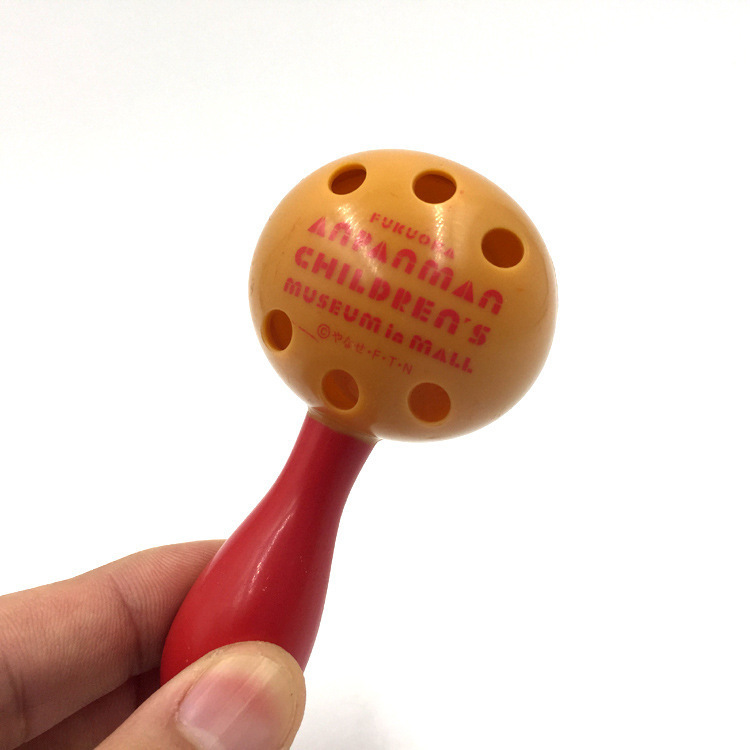 FUKUOKA
ANPANMAN
CHILDREN'S
MUSEUM in MALL
©やなせ・F・T・N